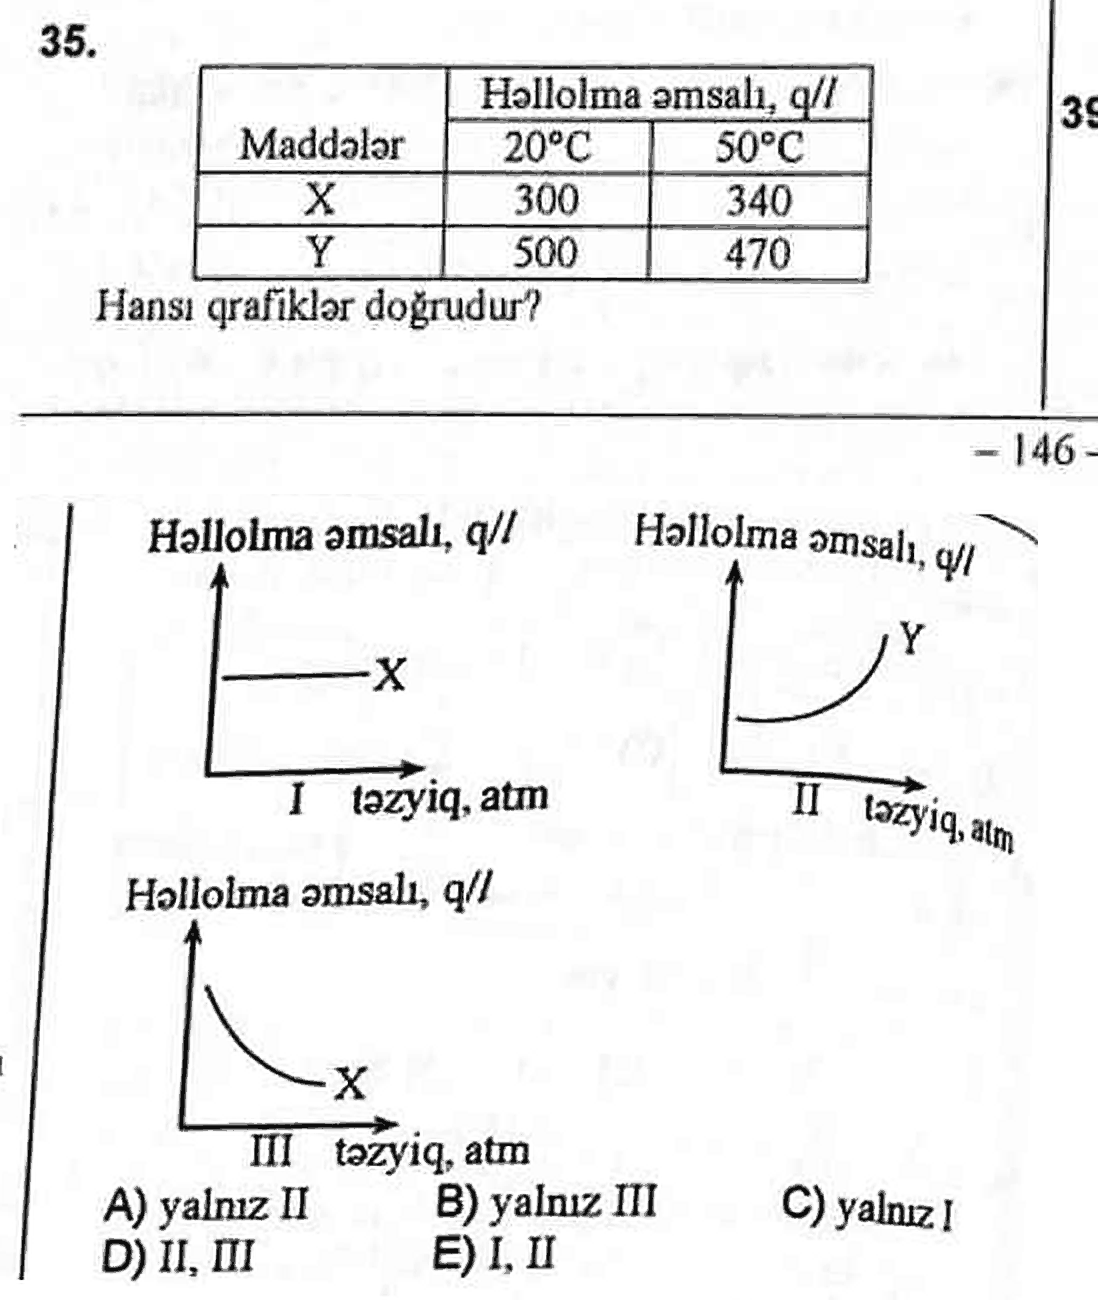 35.
Həllolma əmsalı, q/l
39
Maddələr 20°C 50°C
X 300 340
Y 500 470
Hansı qrafiklər doğrudur?
– 146 –
Həllolma əmsalı, q/l
X
I təzyiq, atm
Həllolma əmsalı, q/l
Y
II təzyiq, atm
Həllolma əmsalı, q/l
X
III təzyiq, atm
A) yalnız II B) yalnız III C) yalnız I
D) II, III E) I, II